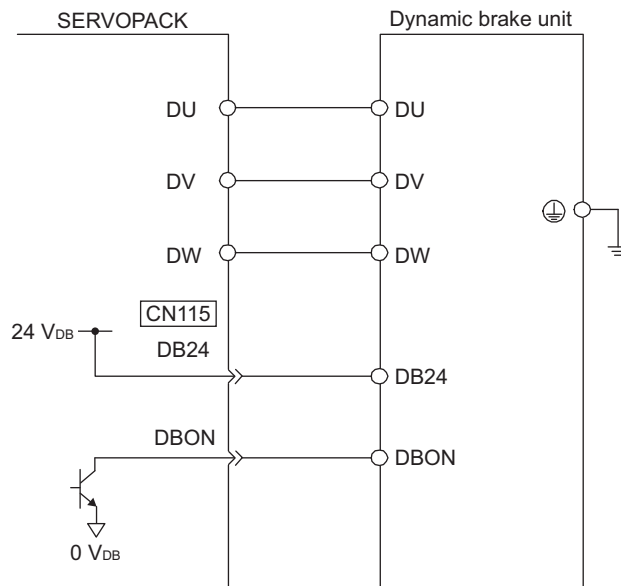 SERVOPACK
Dynamic brake unit
DU
DU
DV
DV
DW
DW
CN115
24 VDB
DB24
DB24
DBON
DBON
0 VDB